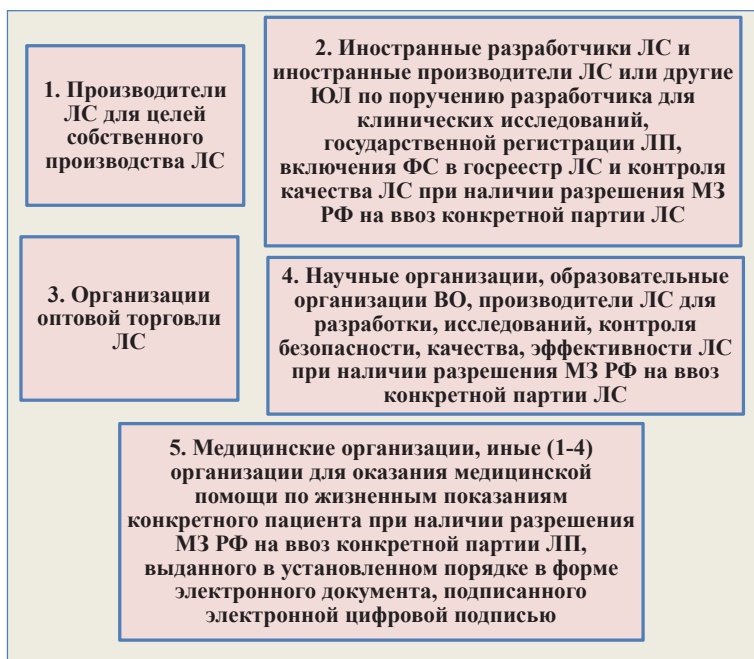 1. Производители
ЛС для целей
собственного
производства ЛС
2. Иностранные разработчики ЛС и
иностранные производители ЛС или другие
ЮЛ по поручению разработчика для
клинических исследований,
государственной регистрации ЛП,
включения ФС в госреестр ЛС и контроля
качества ЛС при наличии разрешения МЗ
РФ на ввоз конкретной партии ЛС
3. Организации
оптовой торговли
ЛС
4. Научные организации, образовательные
организации ВО, производители ЛС для
разработки, исследований, контроля
безопасности, качества, эффективности ЛС
при наличии разрешения МЗ РФ на ввоз
конкретной партии ЛС
5. Медицинские организации, иные (1-4)
организации для оказания медицинской
помощи по жизненным показаниям
конкретного пациента при наличии разрешения
МЗ РФ на ввоз конкретной партии ЛП,
выданного в установленном порядке в форме
электронного документа, подписанного
электронной цифровой подписью